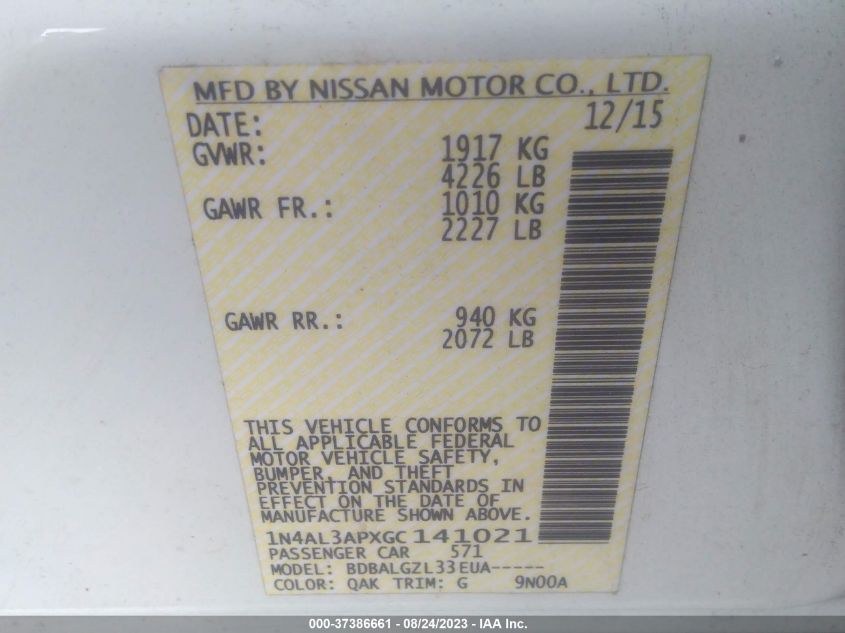 MFD BY NISSAN MOTOR CO., LTD.
DATE: 12/15
GVWR: 1917 KG
4226 LB
GAWR FR.: 1010 KG
2227 LB
GAWR RR.: 940 KG
2072 LB
THIS VEHICLE CONFORMS TO
ALL APPLICABLE FEDERAL
MOTOR VEHICLE SAFETY,
BUMPER, AND THEFT
PREVENTION STANDARDS IN
EFFECT ON THE DATE OF
MANUFACTURE SHOWN ABOVE.
1N4AL3APXGC141021
PASSENGER CAR 571
MODEL: BDBALGZL33EUA-----
COLOR: QAK TRIM: G 9N00A
000-37386661 - 08/24/2023 - IAA Inc.